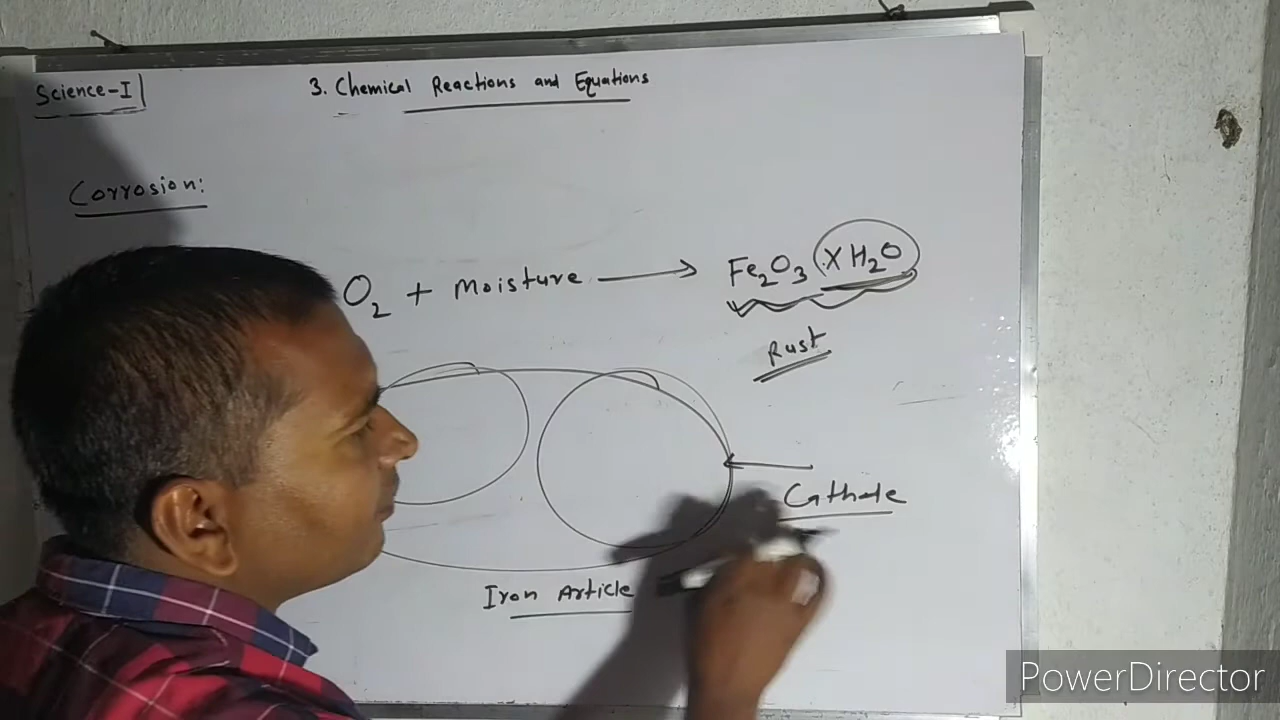 Science-I
3. Chemical Reactions and Equations
Corrosion:
O₂ + Moisture → Fe₂O₃ .XH₂O
Rust
Cathode
Iron Article
PowerDirector